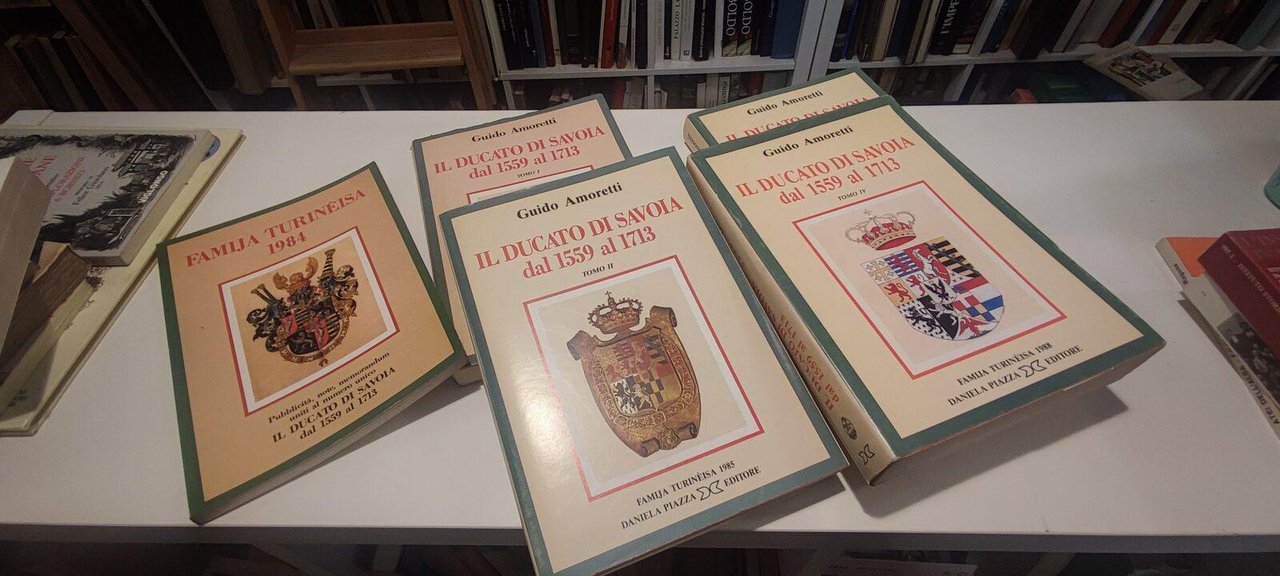 FAMIJA TURINÈISA
1984
Pubblicità, note, memorandum
uniti al numero unico
IL DUCATO DI SAVOIA
dal 1559 al 1713
Guido Amoretti
IL DUCATO DI SAVOIA
dal 1559 al 1713
TOMO I
Guido Amoretti
IL DUCATO DI SAVOIA
dal 1559 al 1713
TOMO II
FAMIJA TURINÈISA 1985
DANIELA PIAZZA EDITORE
Guido Amoretti
IL DUCATO DI SAVOIA
Guido Amoretti
IL DUCATO DI SAVOIA
dal 1559 al 1713
TOMO IV
FAMIJA TURINÈISA 1988
DANIELA PIAZZA EDITORE